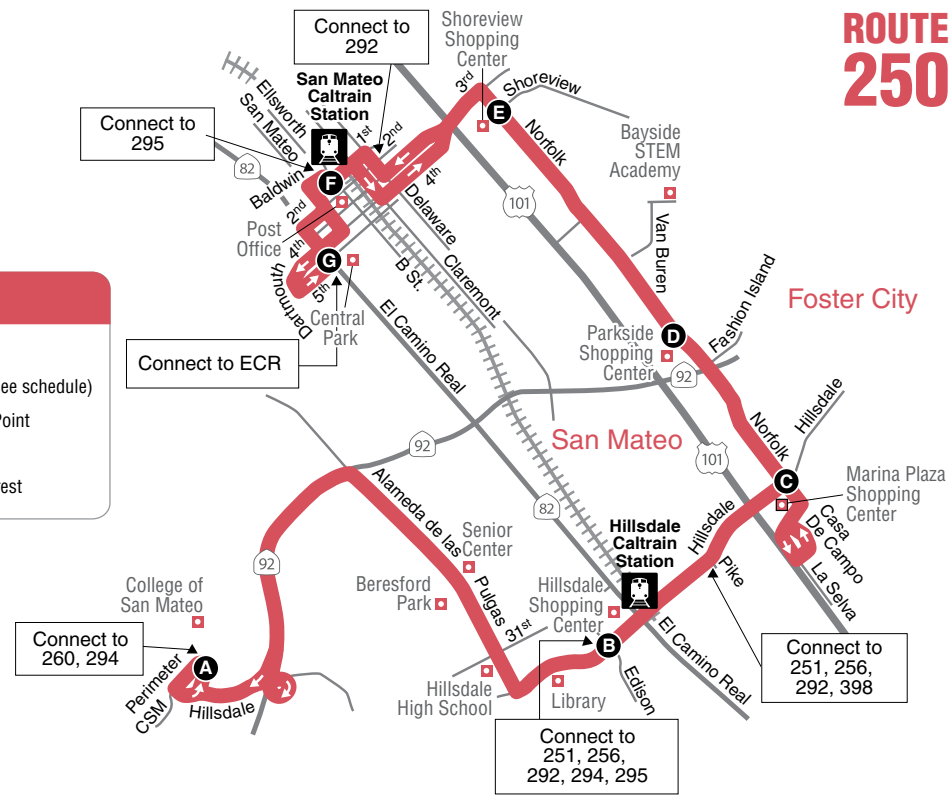 ROUTE
250
Connect to
292
Shoreview
Shopping
Center
3rd
Shoreview
E
Norfolk
Ellsworth
San Mateo
San Mateo
Caltrain
Station
1st
2nd
4th
Connect to
295
82
Baldwin
F
2nd
Post
Office
4th
G
5th
Dartmouth
Central
Park
Delaware
Claremont
B St.
El Camino Real
Connect to ECR
101
Bayside
STEM
Academy
Van Buren
Fashion Island
Foster City
Parkside
Shopping
Center
D
92
San Mateo
101
Norfolk
Hillsdale
C
Marina Plaza
Shopping
Center
Casa
De Campo
La Selva
ee schedule)
Point
est
92
Alameda de las
Pulgas
82
92
Senior
Center
Beresford
Park
Hillsdale
Caltrain
Station
Hillsdale
Pike
Hillsdale
Shopping
Center
31st
B
El Camino Real
Edison
Hillsdale
High School
Library
College of
San Mateo
Connect to
260, 294
A
Perimeter
CSM
Hillsdale
Connect to
251, 256,
292, 398
Connect to
251, 256,
292, 294, 295